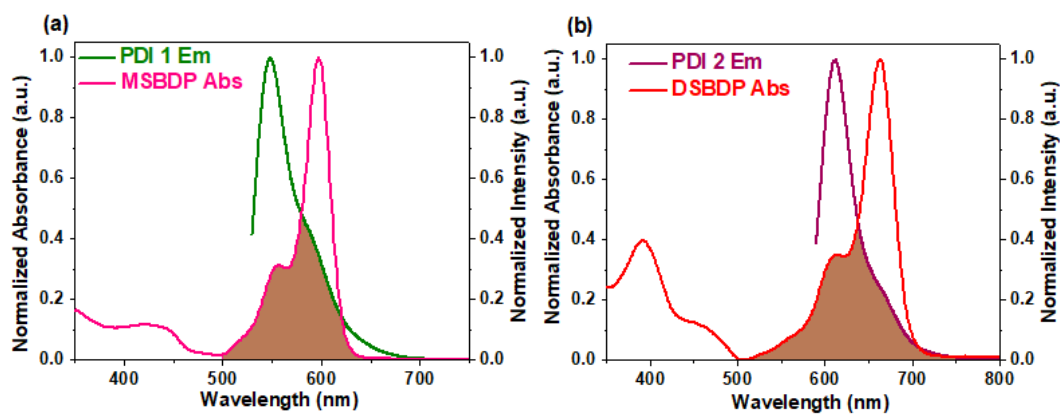 (a)
PDI 1 Em
MSBDP Abs
Normalized Absorbance (a.u.)
1.0
0.8
0.6
0.4
0.2
0.0
400
500
600
700
Wavelength (nm)
1.0
0.8
0.6
0.4
0.2
0.0
Normalized Intensity (a.u.)
(b)
PDI 2 Em
DSBDP Abs
Normalized Absorbance (a.u.)
1.0
0.8
0.6
0.4
0.2
0.0
400
500
600
700
800
Wavelength (nm)
1.0
0.8
0.6
0.4
0.2
0.0
Normalized Intensity (a.u.)